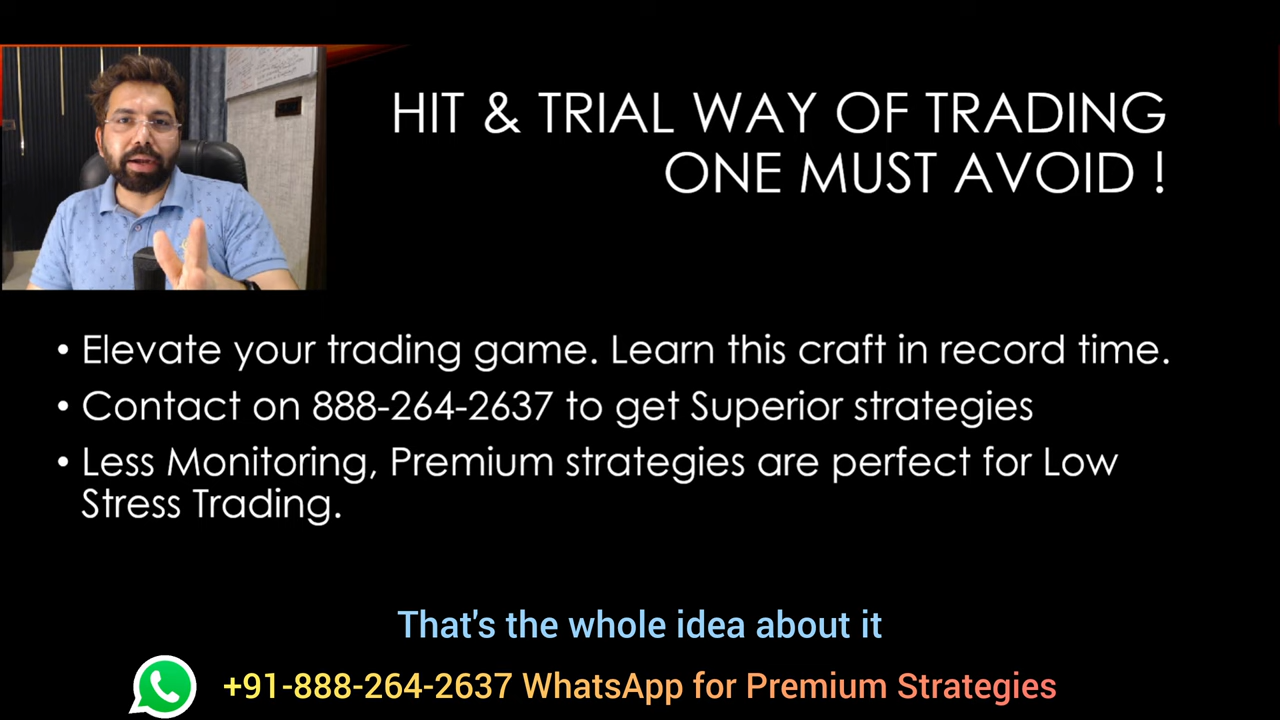 HIT & TRIAL WAY OF TRADING
ONE MUST AVOID !
• Elevate your trading game. Learn this craft in record time.
• Contact on 888-264-2637 to get Superior strategies
• Less Monitoring, Premium strategies are perfect for Low
Stress Trading.
That's the whole idea about it
+91-888-264-2637 WhatsApp for Premium Strategies